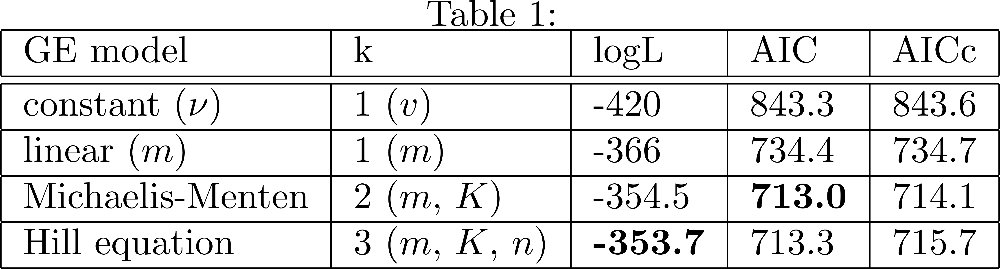 Table 1:
GE model k logL AIC AICc
constant (ν) 1 (v) -420 843.3 843.6
linear (m) 1 (m) -366 734.4 734.7
Michaelis-Menten 2 (m, K) -354.5 713.0 714.1
Hill equation 3 (m, K, n) -353.7 713.3 715.7